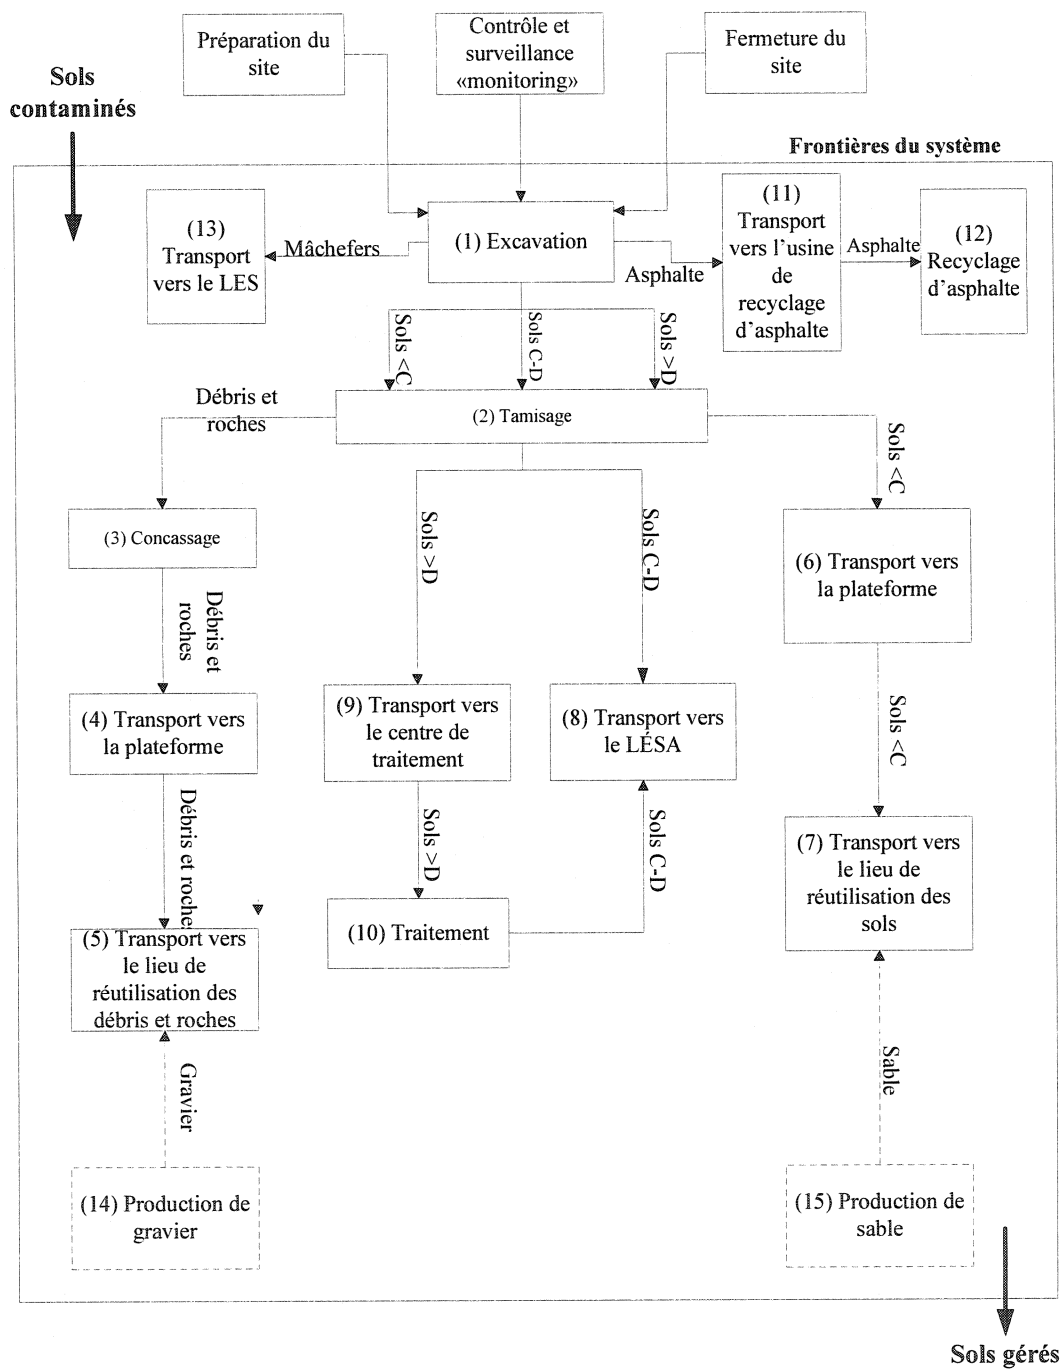 Préparation du
site
Contrôle et
surveillance
«monitoring»
Fermeture du
site
Sols
contaminés
Frontières du système
(13)
Transport
vers le LES
Mâchefers
(1) Excavation
Asphalte
(11)
Transport
vers l'usine
de
recyclage
d'asphalte
Asphalte
(12)
Recyclage
d'asphalte
Sols <C
Sols C-D
Sols >D
Débris et
roches
(2) Tamisage
Sols <C
(3) Concassage
Sols >D
Sols C-D
(6) Transport vers
la plateforme
Débris et
roches
(4) Transport vers
la plateforme
(9) Transport vers
le centre de
traitement
(8) Transport vers
le LÉSA
Sols <C
Débris et roches
Sols >D
Sols C-D
(7) Transport vers
le lieu de
réutilisation des
sols
(10) Traitement
(5) Transport vers
le lieu de
réutilisation des
débris et roches
Gravier
Sable
(14) Production de
gravier
(15) Production de
sable
Sols gérés